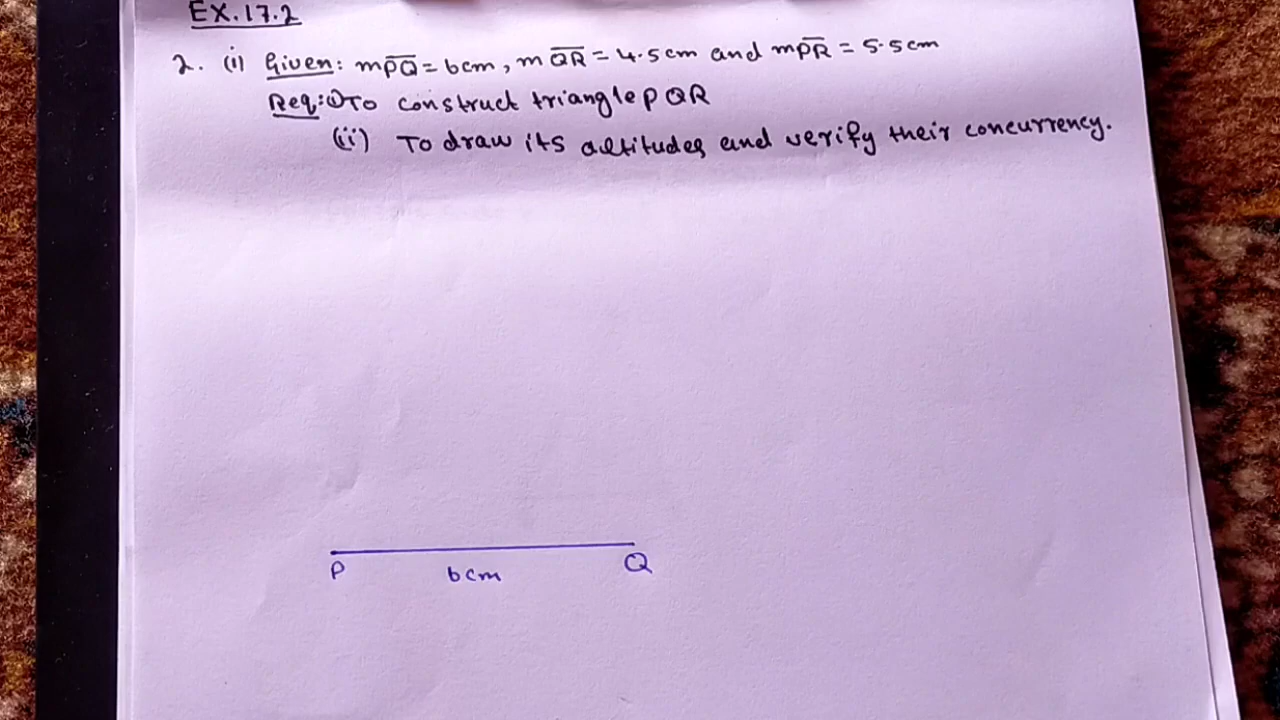 EX.17.2
2. (i) Given: mPQ = 6cm, mQR = 4.5cm and mPR = 5.5cm
Req: (i) To construct triangle PQR
(ii) To draw its altitudes and verify their concurrency.
P 6cm Q